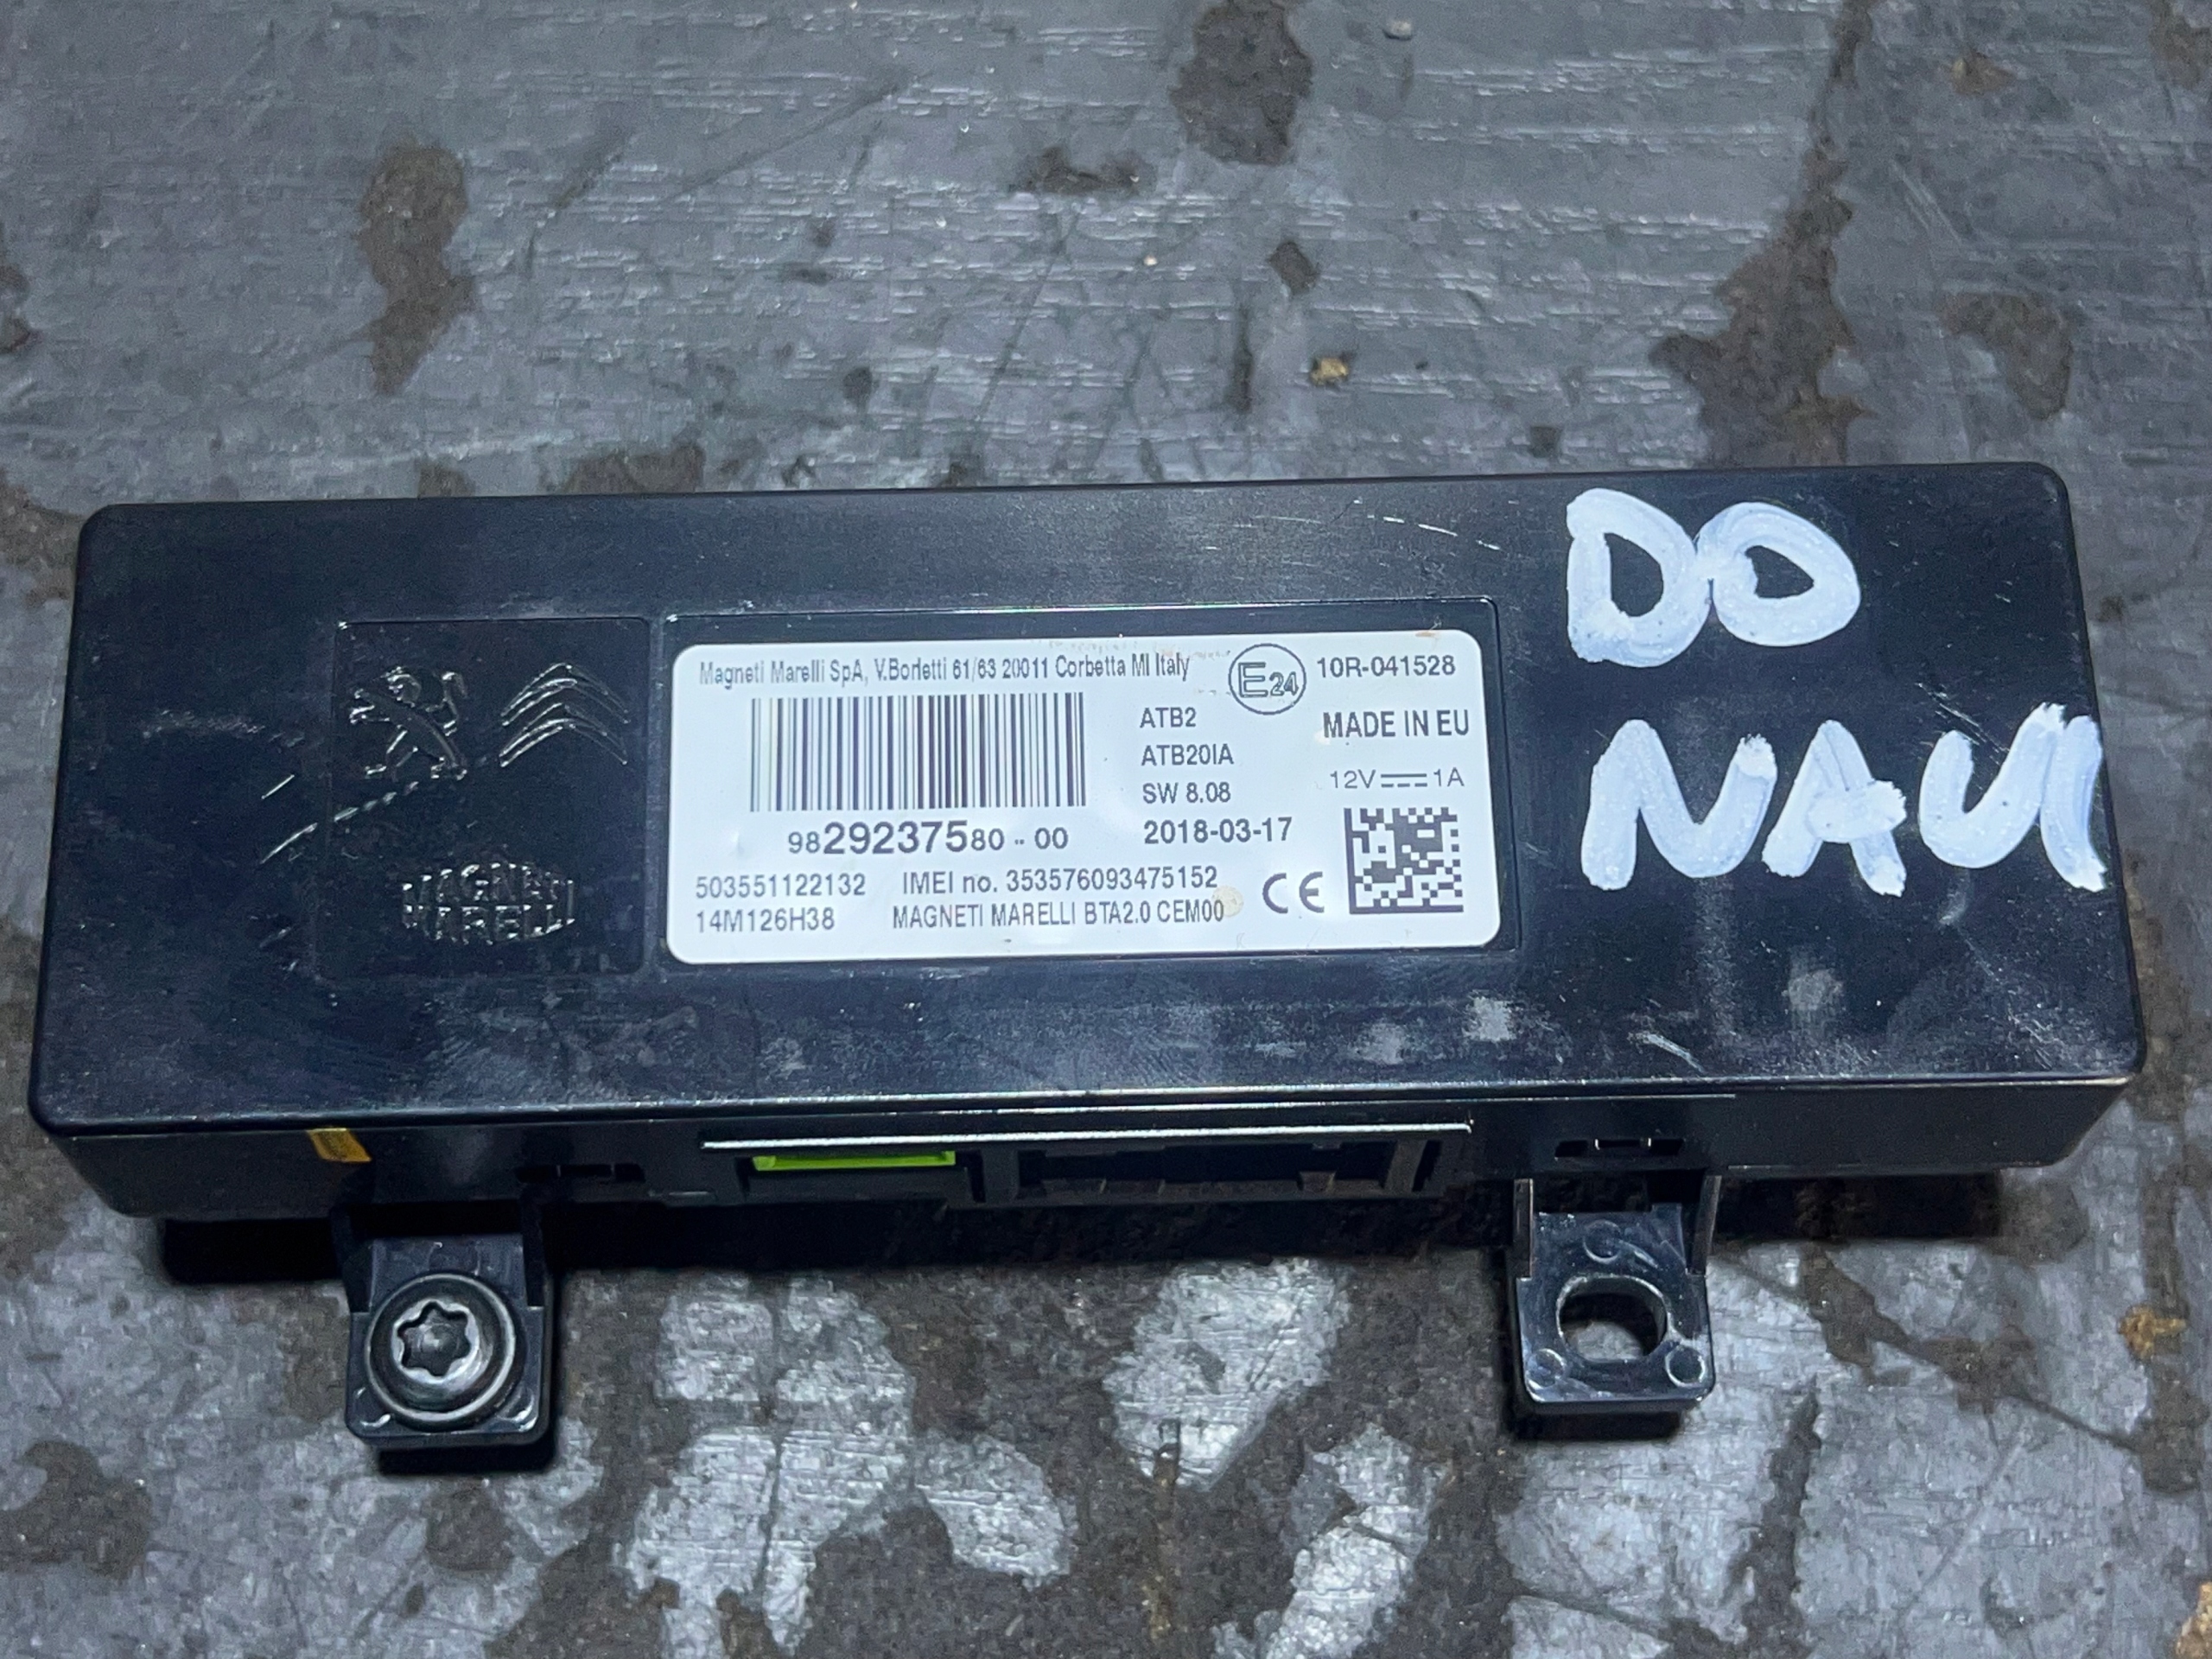 DO
NAVI
Magneti Marelli SpA, V.Borletti 61/63 20011 Corbetta MI Italy
E24
10R-041528
ATB2
MADE IN EU
ATB20IA
12V 1A
SW 8.08
9829237580-00
2018-03-17
503551122132 IMEI no. 353576093475152
CE
14M126H38 MAGNETI MARELLI BTA2.0 CEM00
MAGNETI
MARELLI